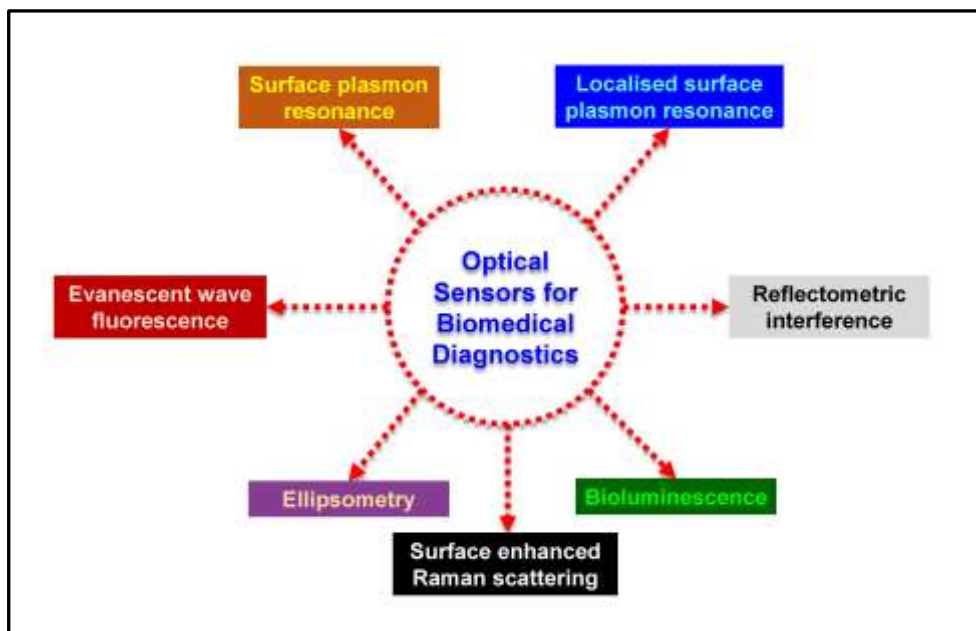 Surface plasmon
resonance
Localised surface
plasmon resonance
Optical
Sensors for
Biomedical
Diagnostics
Evanescent wave
fluorescence
Reflectometric
interference
Ellipsometry
Bioluminescence
Surface enhanced
Raman scattering